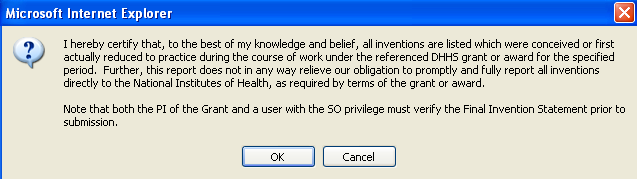 Microsoft Internet Explorer
I hereby certify that, to the best of my knowledge and belief, all inventions are listed which were conceived or first
actually reduced to practice during the course of work under the referenced DHHS grant or award for the specified
period.  Further, this report does not in any way relieve our obligation to promptly and fully report all inventions
directly to the National Institutes of Health, as required by terms of the grant or award.
Note that both the PI of the Grant and a user with the SO privilege must verify the Final Invention Statement prior to
submission.
OK
Cancel